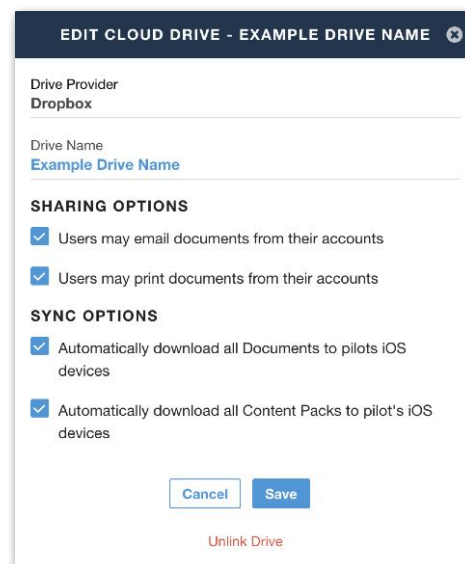 EDIT CLOUD DRIVE - EXAMPLE DRIVE NAME
Drive Provider
Dropbox
Drive Name
Example Drive Name
SHARING OPTIONS
Users may email documents from their accounts
Users may print documents from their accounts
SYNC OPTIONS
Automatically download all Documents to pilots iOS
devices
Automatically download all Content Packs to pilot's iOS
devices
Cancel Save
Unlink Drive